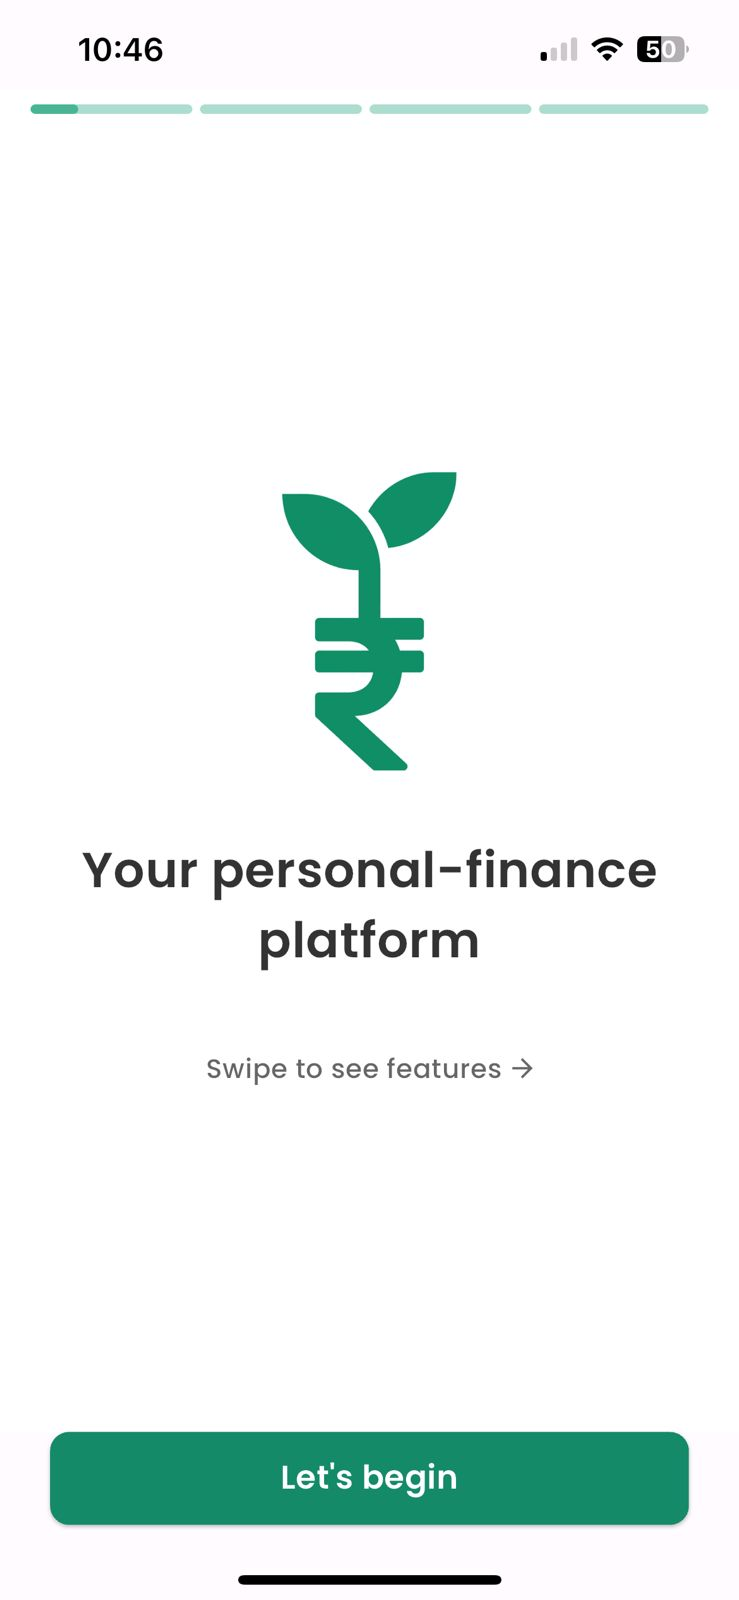 10:46
50
Your personal-finance
platform
Swipe to see features →
Let's begin